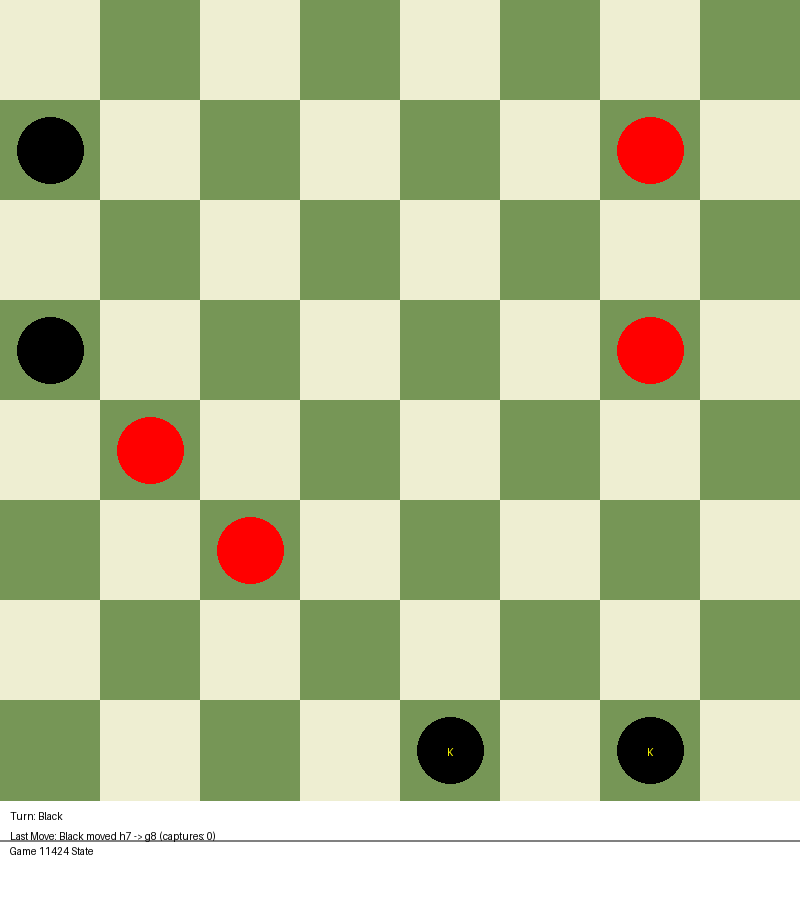 K K
Turn: Black
Last Move: Black moved h7 -> g8 (captures: 0)
Game 11424 State